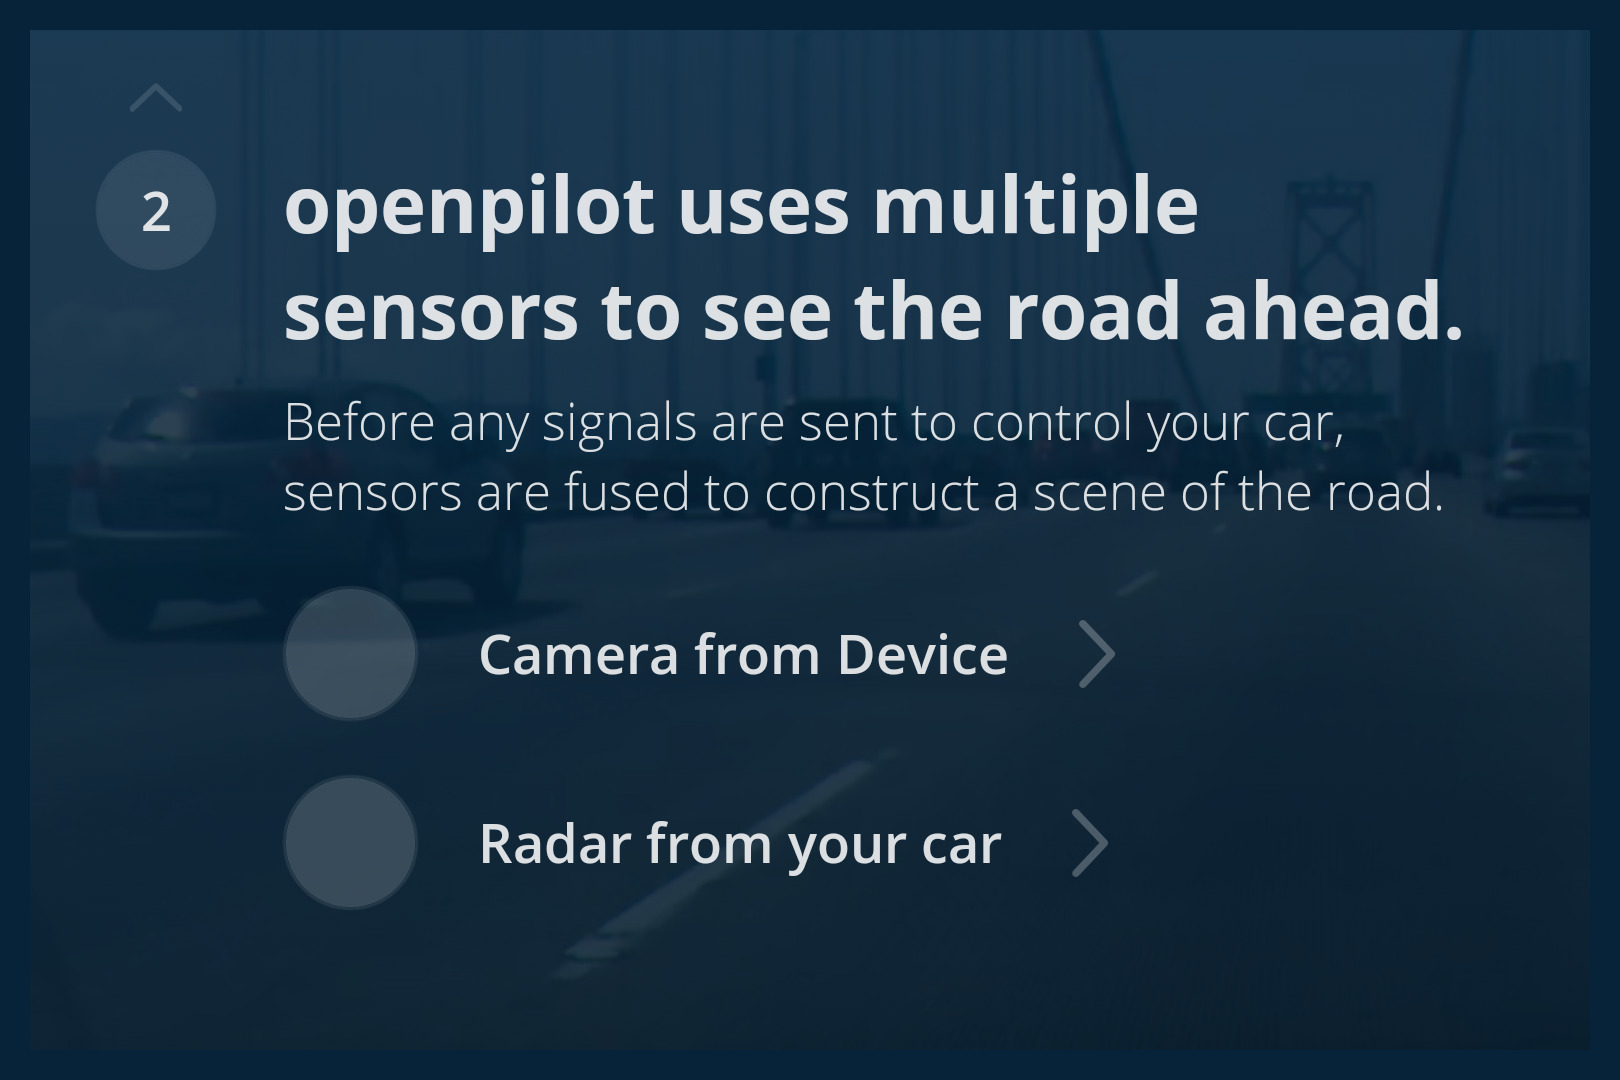 2
openpilot uses multiple
sensors to see the road ahead.
Before any signals are sent to control your car,
sensors are fused to construct a scene of the road.
Camera from Device
Radar from your car